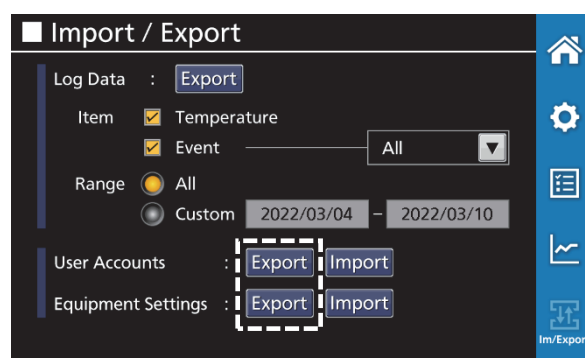 Import / Export
Log Data : Export
Item Temperature
Event All
Range All
Custom 2022/03/04 – 2022/03/10
User Accounts : Export Import
Equipment Settings : Export Import
Im/Expor